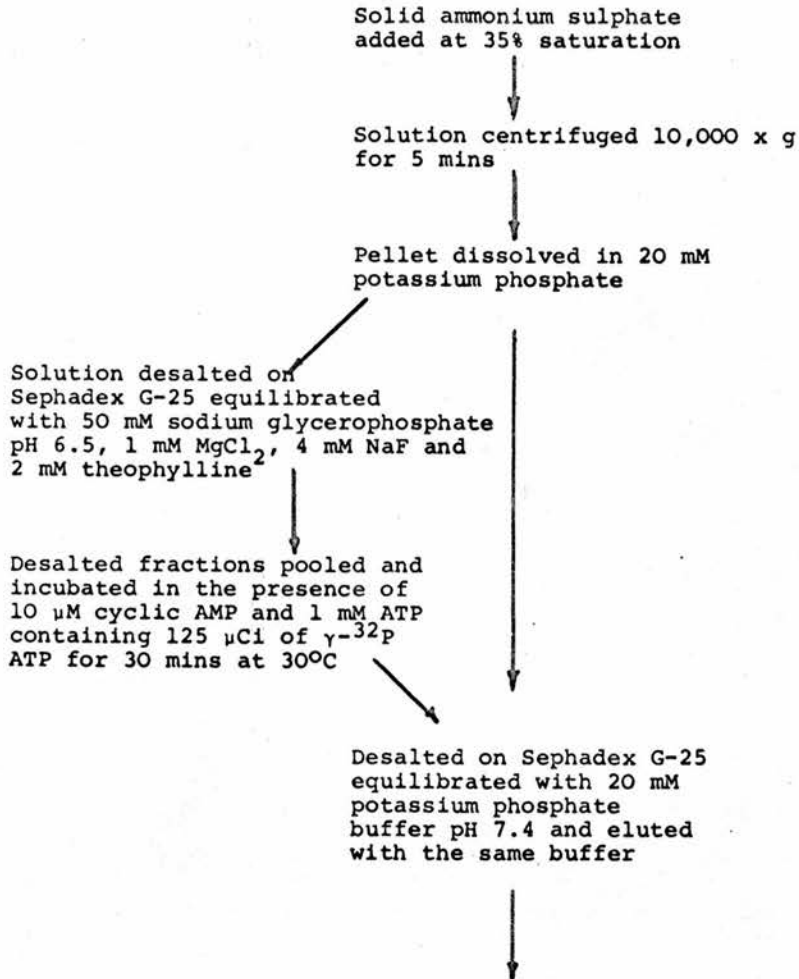 Solid ammonium sulphate
added at 35% saturation
Solution centrifuged 10,000 x g
for 5 mins
Pellet dissolved in 20 mM
potassium phosphate
Solution desalted on
Sephadex G-25 equilibrated
with 50 mM sodium glycerophosphate
pH 6.5, 1 mM MgCl₂, 4 mM NaF and
2 mM theophylline
Desalted fractions pooled and
incubated in the presence of
10 µM cyclic AMP and 1 mM ATP
containing 125 µCi of γ-³²P
ATP for 30 mins at 30°C
Desalted on Sephadex G-25
equilibrated with 20 mM
potassium phosphate
buffer pH 7.4 and eluted
with the same buffer